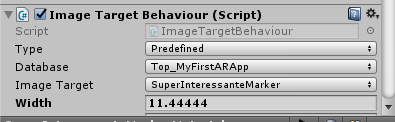 Image Target Behaviour (Script)
Script ImageTargetBehaviour
Type Predefined
Database Top_MyFirstARApp
Image Target SuperInteressanteMarker
Width 11.44444